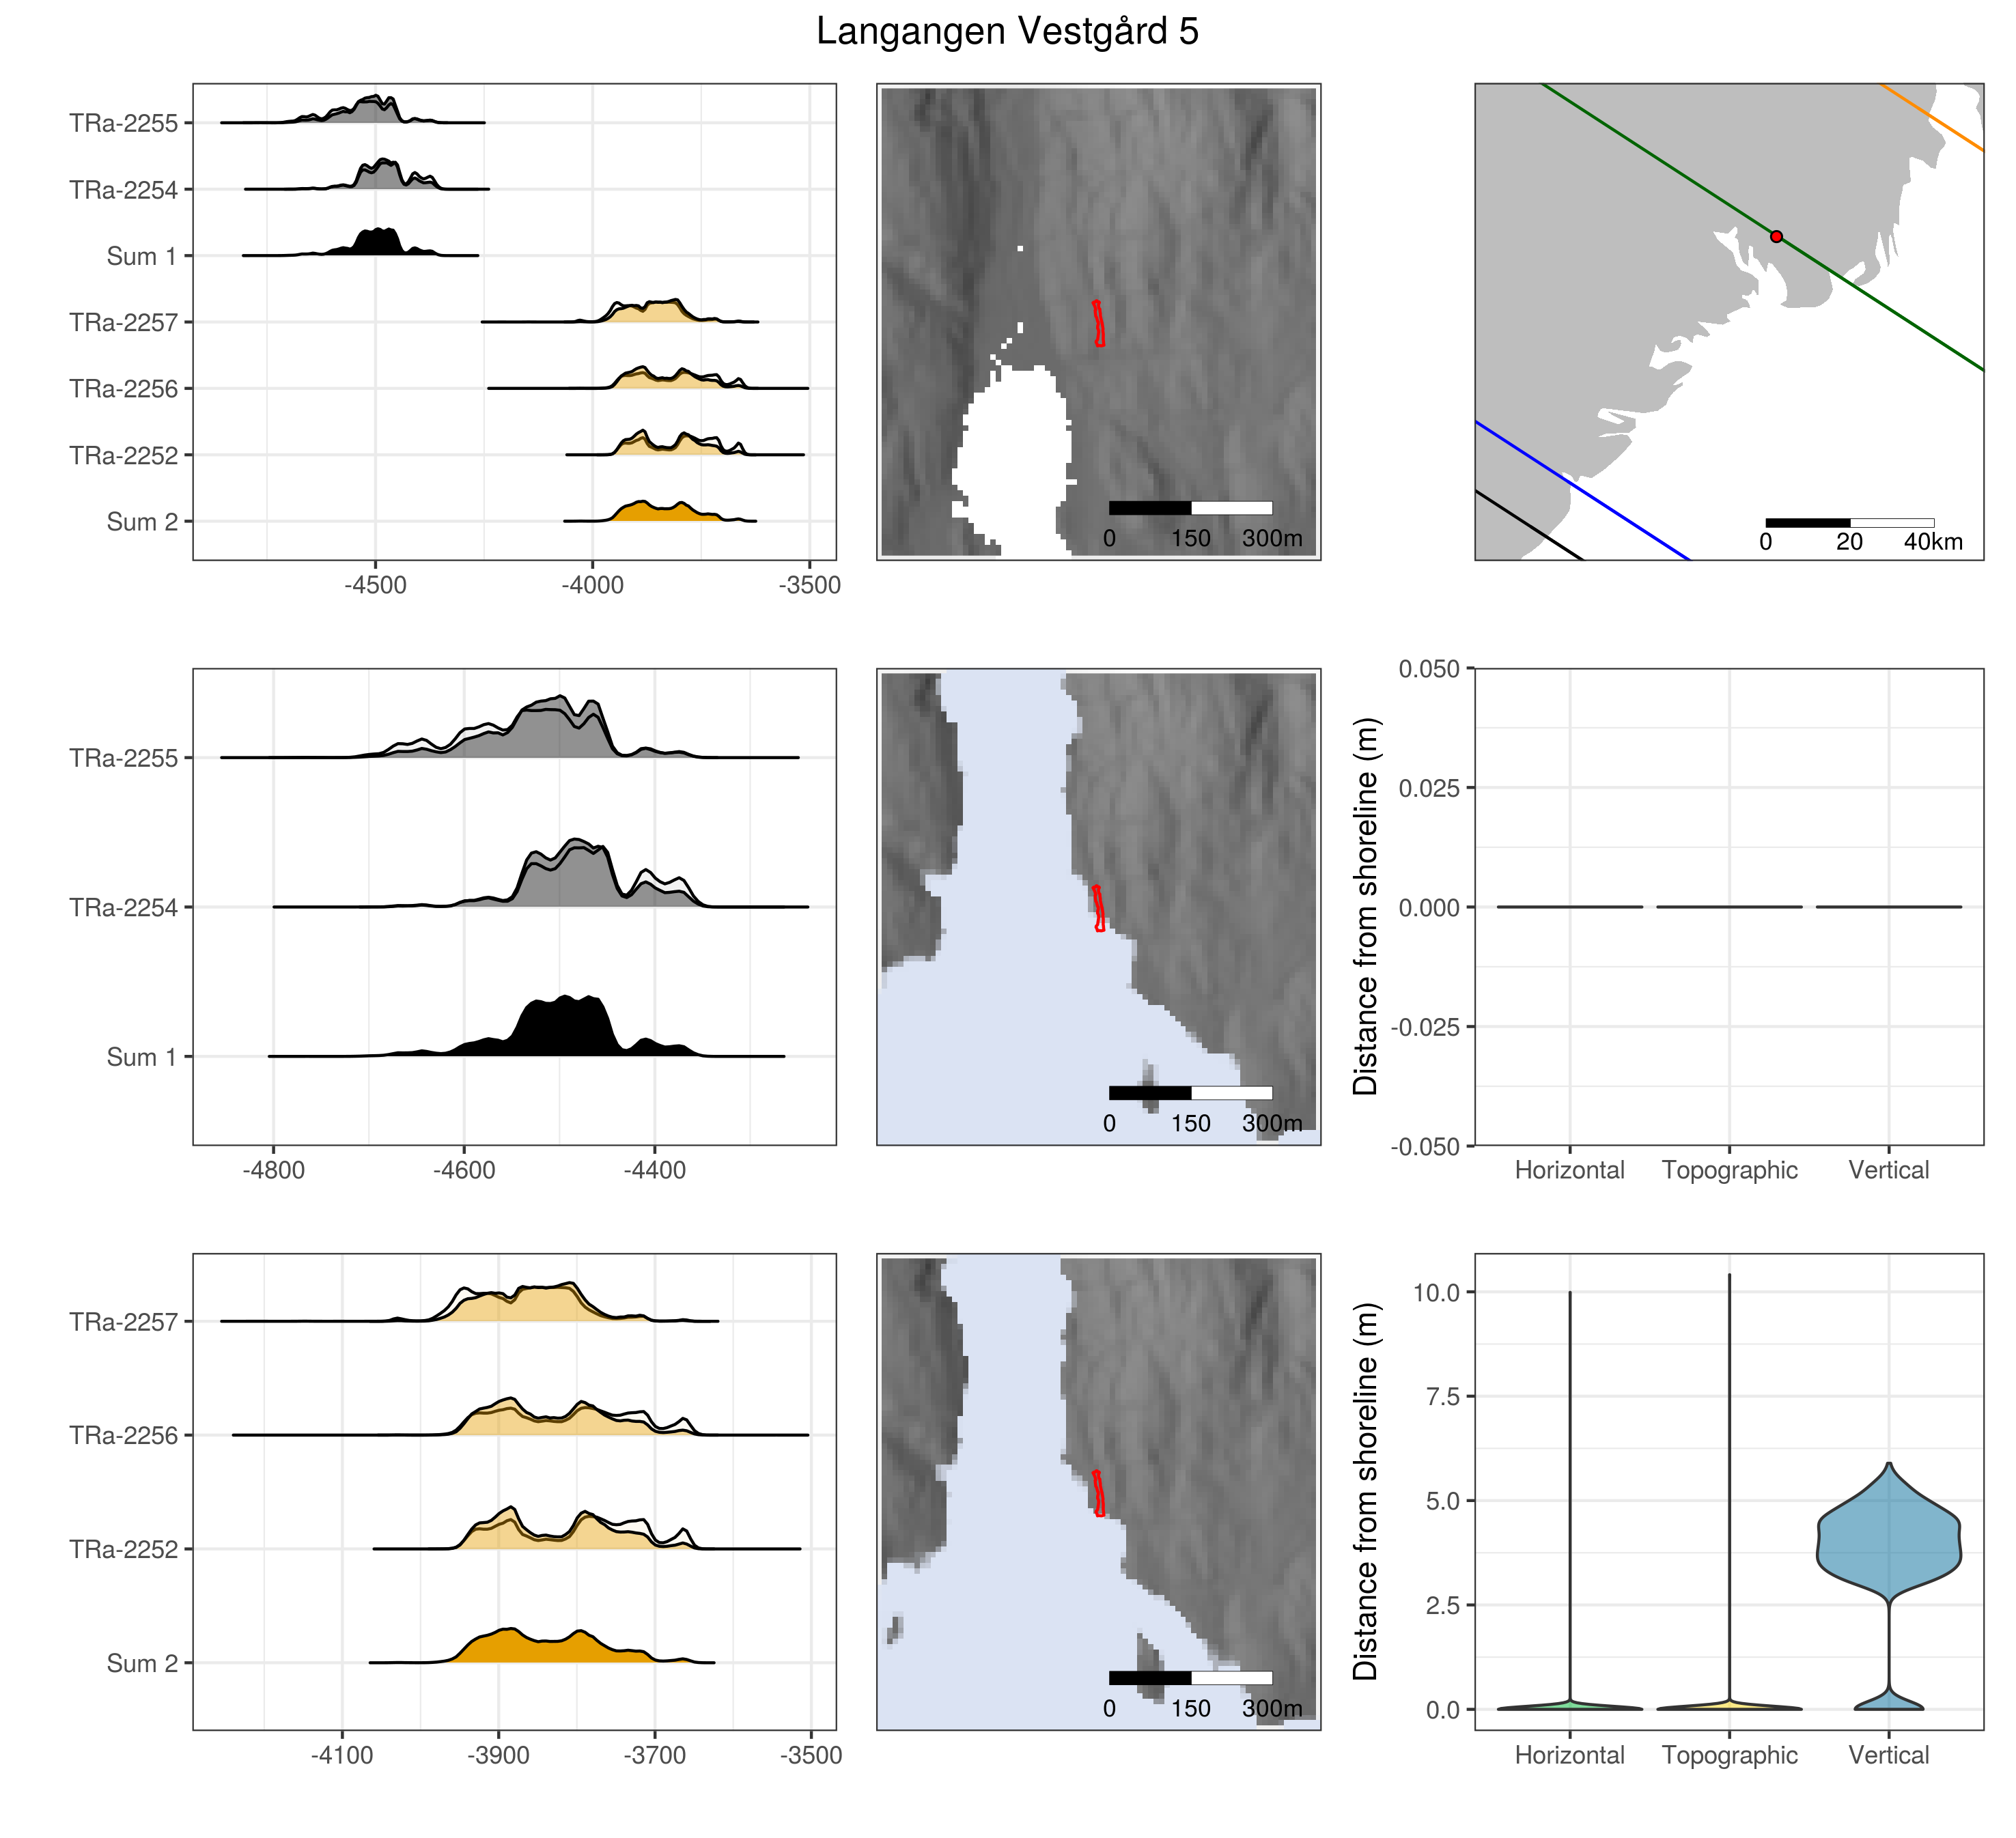 Langangen Vestgård 5
TRa-2255
TRa-2254
Sum 1
TRa-2257
TRa-2256
TRa-2252
Sum 2
-4500 -4000 -3500
0 150 300m
0 20 40km
TRa-2255
TRa-2254
Sum 1
-4800 -4600 -4400
0 150 300m
Distance from shoreline (m)
0.050
0.025
0.000
-0.025
-0.050
Horizontal Topographic Vertical
TRa-2257
TRa-2256
TRa-2252
Sum 2
-4100 -3900 -3700 -3500
0 150 300m
Distance from shoreline (m)
10.0
7.5
5.0
2.5
0.0
Horizontal Topographic Vertical